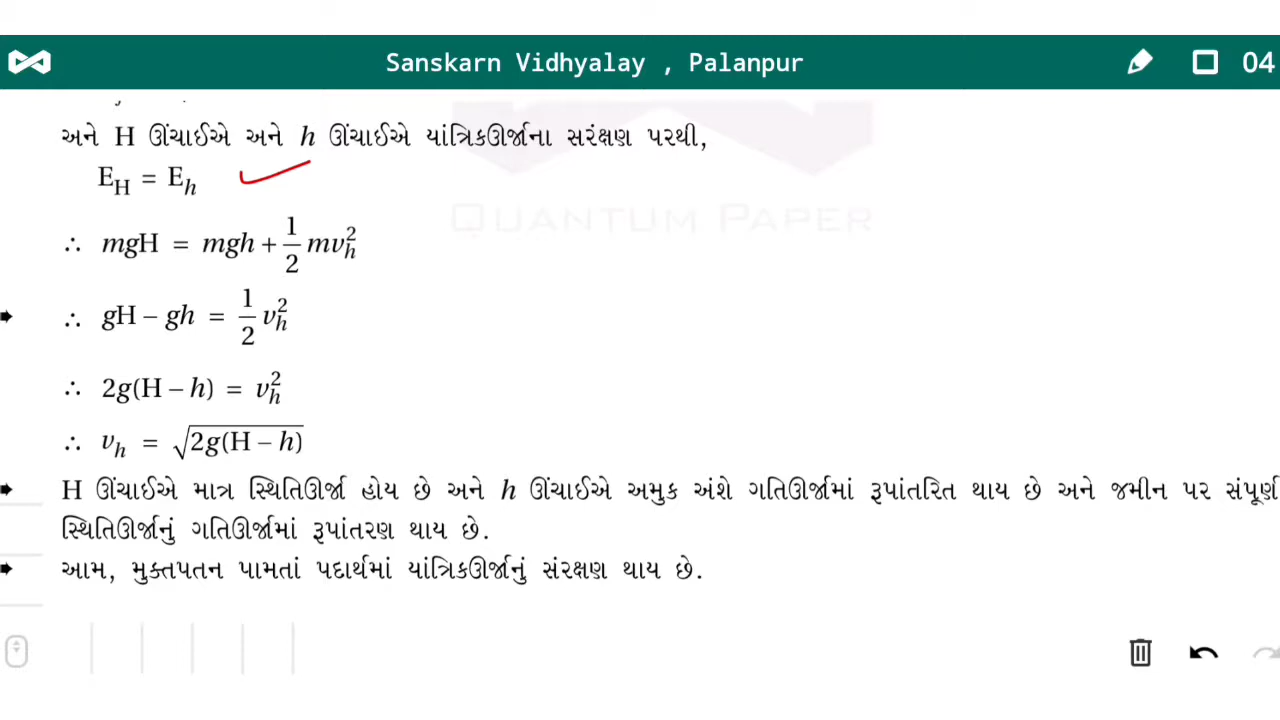 Sanskarn Vidhyalay , Palanpur 04
અને H ઊંચાઈએ અને h ઊંચાઈએ યાંત્રિકઊર્જાના સરંક્ષણ પરથી,
E_H = E_h
QUANTUM PAPER
∴ mgH = mgh + 1/2 mv_h^2
∴ gH – gh = 1/2 v_h^2
∴ 2g(H – h) = v_h^2
∴ v_h = √2g(H – h)
H ઊંચાઈએ માત્ર સ્થિતિઊર્જા હોય છે અને h ઊંચાઈએ અમુક અંશે ગતિઊર્જામાં રૂપાંતરિત થાય છે અને જમીન પર સંપૂર્ણ
સ્થિતિઊર્જાનું ગતિઊર્જામાં રૂપાંતરણ થાય છે.
આમ, મુક્તપતન પામતાં પદાર્થમાં યાંત્રિકઊર્જાનું સંરક્ષણ થાય છે.